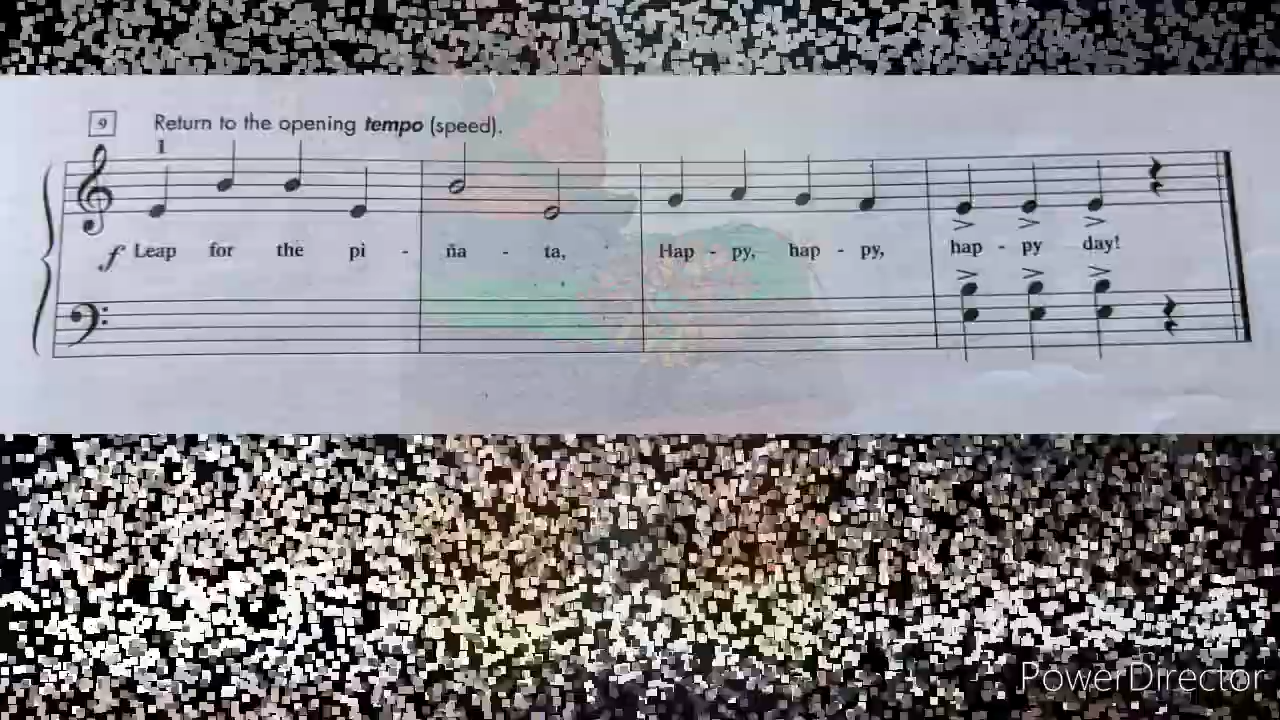 9 Return to the opening tempo (speed).
1
f Leap for the pi - ña - ta, Hap - py, hap - py, hap - py day!
PowerDirector